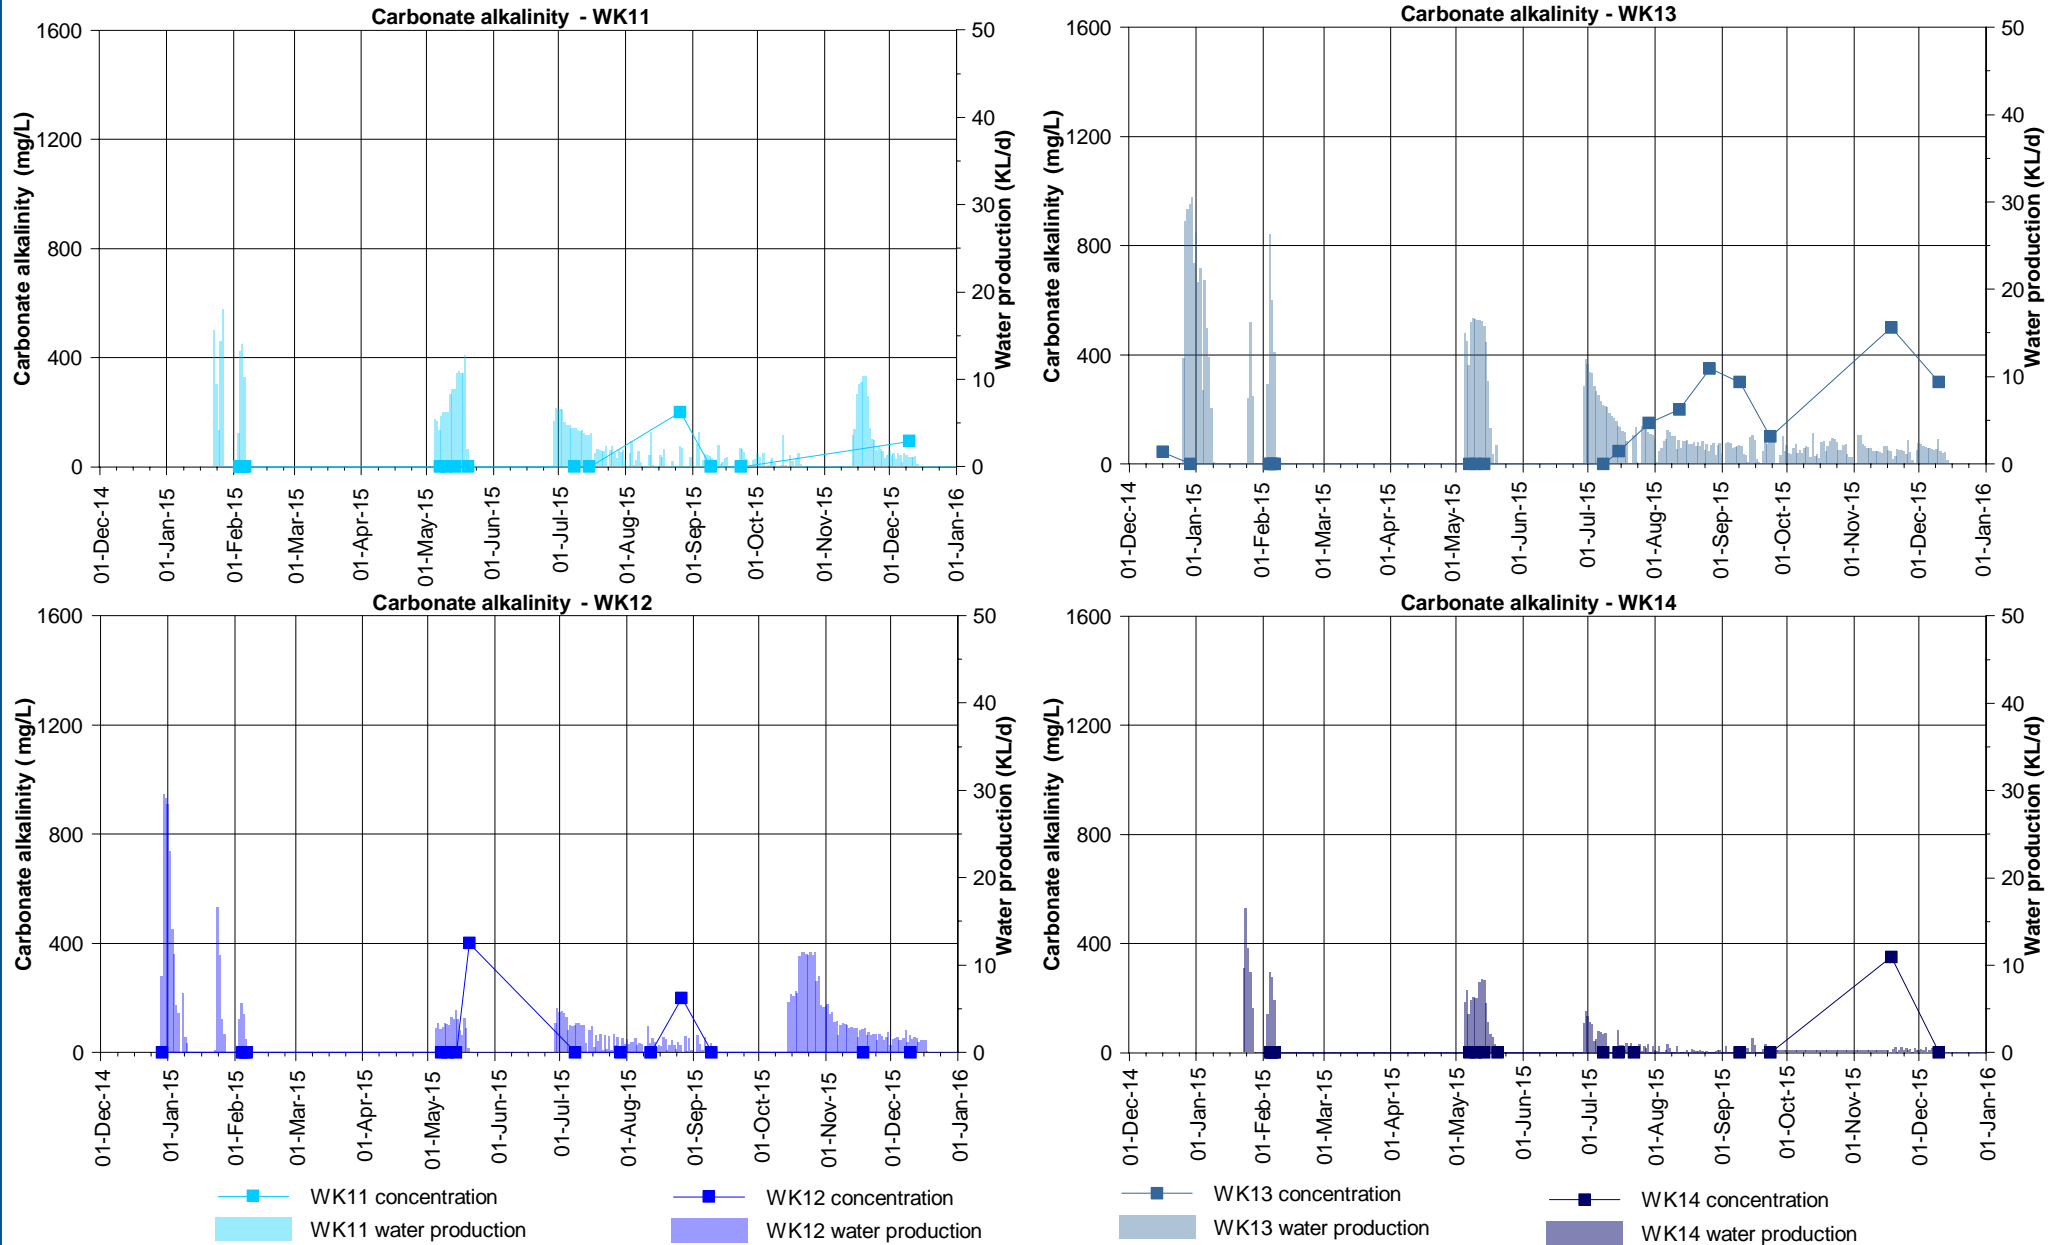 Carbonate alkalinity - WK11
Carbonate alkalinity (mg/L)
1600
1200
800
400
0
50
40
30
20
10
0
Water production (KL/d)
01-Dec-14
01-Jan-15
01-Feb-15
01-Mar-15
01-Apr-15
01-May-15
01-Jun-15
01-Jul-15
01-Aug-15
01-Sep-15
01-Oct-15
01-Nov-15
01-Dec-15
01-Jan-16
Carbonate alkalinity - WK13
Carbonate alkalinity (mg/L)
1600
1200
800
400
0
50
40
30
20
10
0
Water production (KL/d)
01-Dec-14
01-Jan-15
01-Feb-15
01-Mar-15
01-Apr-15
01-May-15
01-Jun-15
01-Jul-15
01-Aug-15
01-Sep-15
01-Oct-15
01-Nov-15
01-Dec-15
01-Jan-16
Carbonate alkalinity - WK12
Carbonate alkalinity ( mg/L)
1600
1200
800
400
0
50
40
30
20
10
0
Water production (KL/d)
01-Dec-14
01-Jan-15
01-Feb-15
01-Mar-15
01-Apr-15
01-May-15
01-Jun-15
01-Jul-15
01-Aug-15
01-Sep-15
01-Oct-15
01-Nov-15
01-Dec-15
01-Jan-16
Carbonate alkalinity - WK14
Carbonate alkalinity (mg/L)
1600
1200
800
400
0
50
40
30
20
10
0
Water production (KL/d)
01-Dec-14
01-Jan-15
01-Feb-15
01-Mar-15
01-Apr-15
01-May-15
01-Jun-15
01-Jul-15
01-Aug-15
01-Sep-15
01-Oct-15
01-Nov-15
01-Dec-15
01-Jan-16
WK11 concentration
WK11 water production
WK12 concentration
WK12 water production
WK13 concentration
WK13 water production
WK14 concentration
WK14 water production